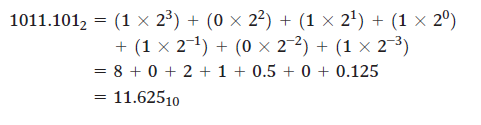 1011.101₂ = (1 × 2³) + (0 × 2²) + (1 × 2¹) + (1 × 2⁰)
+ (1 × 2⁻¹) + (0 × 2⁻²) + (1 × 2⁻³)
= 8 + 0 + 2 + 1 + 0.5 + 0 + 0.125
= 11.625₁₀